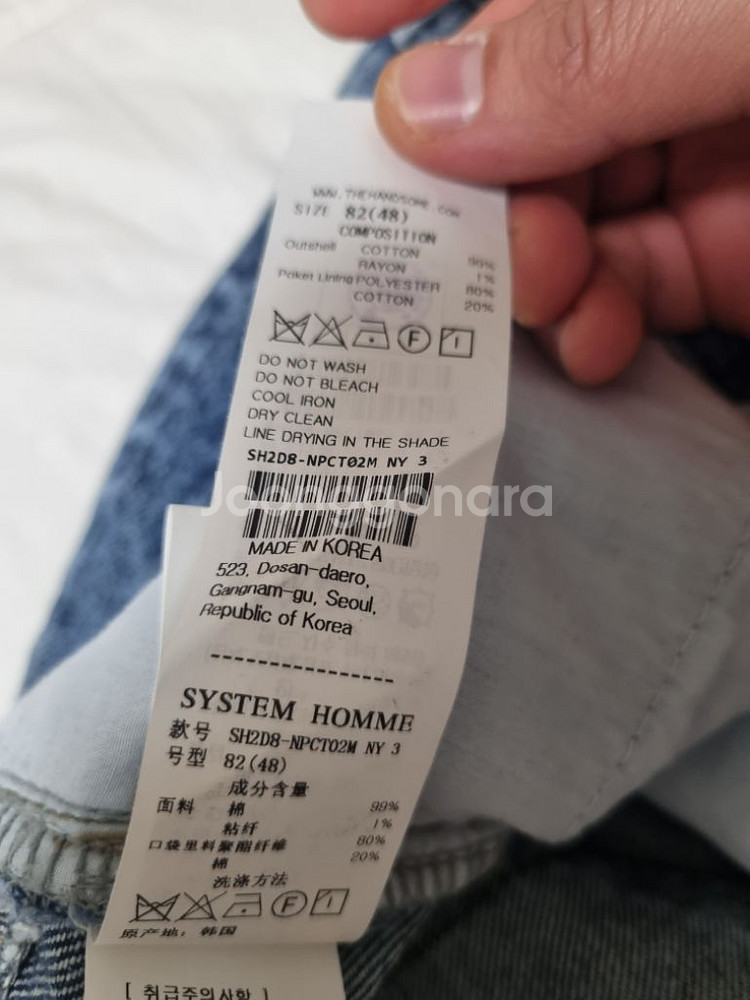 WWW.THEHANDSOME.COM
SIZE 82(48)
COMPOSITION
Outshell COTTON 99%
RAYON 1%
Poket Lining POLYESTER 80%
COTTON 20%
F
DO NOT WASH
DO NOT BLEACH
COOL IRON
DRY CLEAN
LINE DRYING IN THE SHADE
SH2D8-NPCT02M NY 3
Joonggonara
MADE IN KOREA
523, Dosan-daero,
Gangnam-gu, Seoul,
Republic of Korea
SYSTEM HOMME
款号 SH2D8-NPCT02M NY 3
号型 82(48)
成分含量
面料 棉 99%
粘纤 1%
口袋里料聚酯纤维 80%
棉 20%
洗涤方法
F
原产地: 韩国
[ 취급주의사항 ]